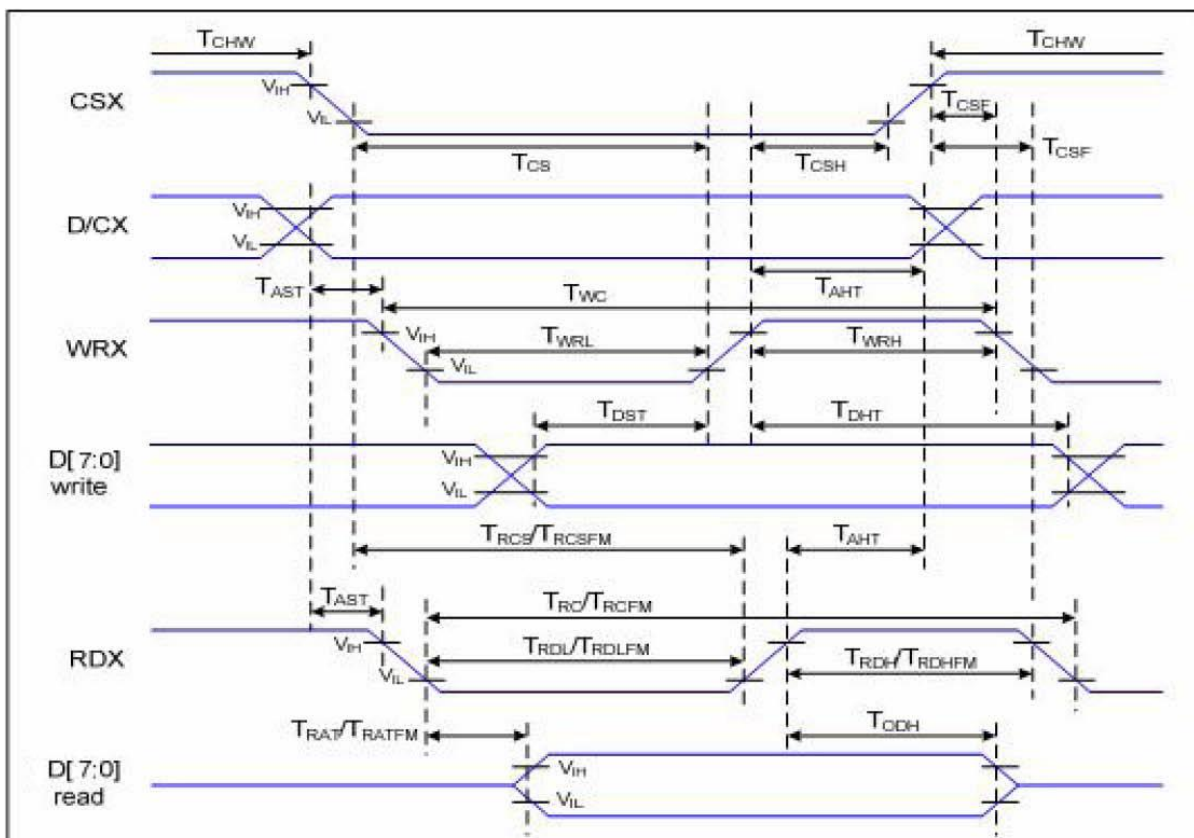 TCHW TCHW
CSX VIH
VIL
TCSF
TCS TCSH TCSF
D/CX VIH
VIL
TAST TWC TAHT
WRX VIH TWRL TWRH
VIL
TDST TDHT
D[7:0] VIH
write VIL
TRCS/TRCSFM TAHT
TAST TRC/TRCFM
RDX VIH TRDL/TRDLFM
VIL TRDH/TRDHFM
TRAT/TRATFM TODH
D[7:0] VIH
read VIL